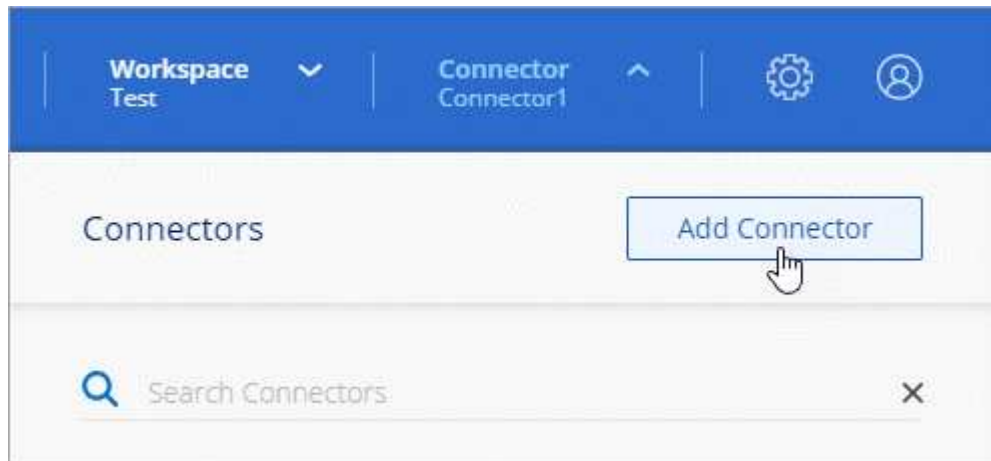 Workspace
Test
Connector
Connector1
Connectors
Add Connector
Search Connectors